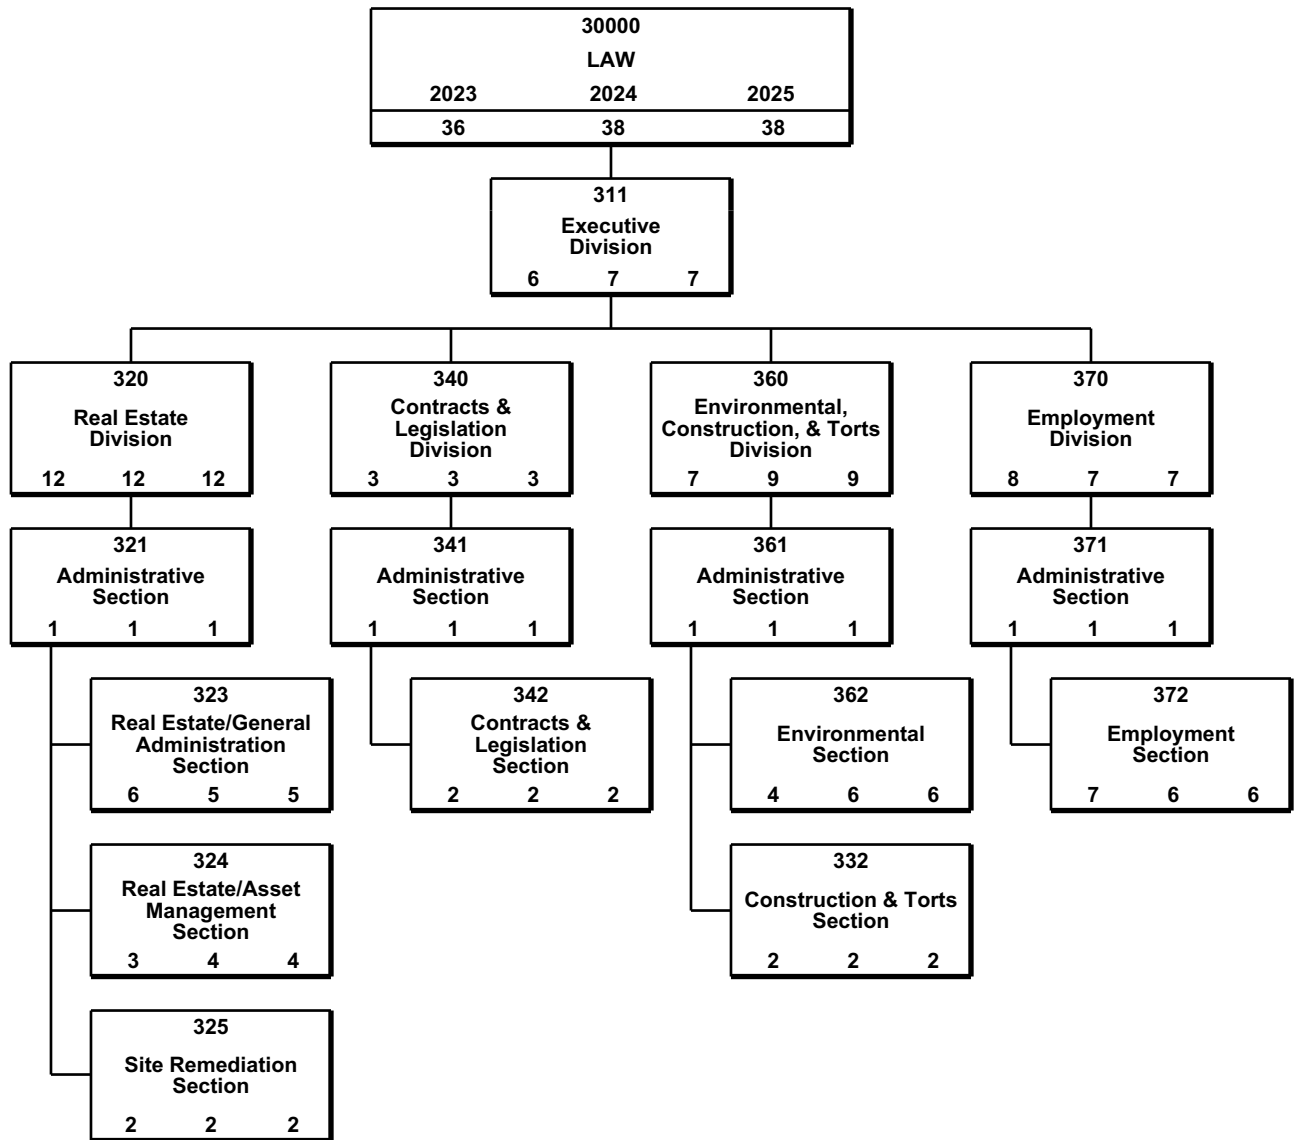 30000
LAW
2023 2024 2025
36 38 38
311
Executive
Division
6 7 7
320
Real Estate
Division
12 12 12
340
Contracts &
Legislation
Division
3 3 3
360
Environmental,
Construction, & Torts
Division
7 9 9
370
Employment
Division
8 7 7
321
Administrative
Section
1 1 1
341
Administrative
Section
1 1 1
361
Administrative
Section
1 1 1
371
Administrative
Section
1 1 1
323
Real Estate/General
Administration
Section
6 5 5
342
Contracts &
Legislation
Section
2 2 2
362
Environmental
Section
4 6 6
372
Employment
Section
7 6 6
324
Real Estate/Asset
Management
Section
3 4 4
332
Construction & Torts
Section
2 2 2
325
Site Remediation
Section
2 2 2